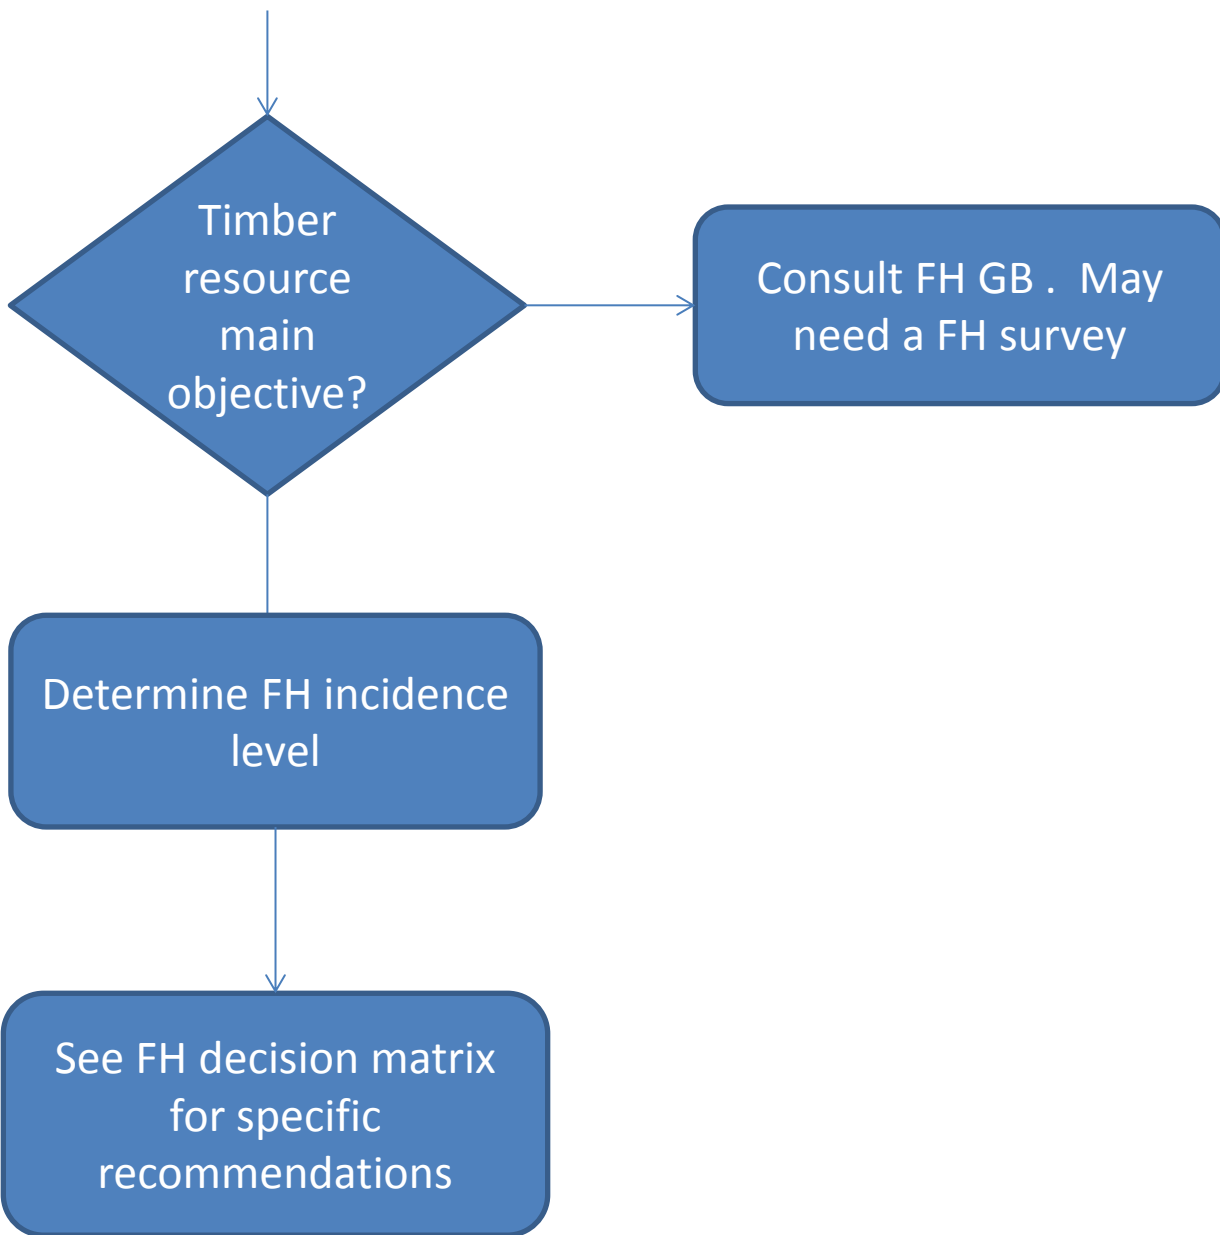 Timber
resource
main
objective?
Consult FH GB .  May
need a FH survey
Determine FH incidence
level
See FH decision matrix
for specific
recommendations